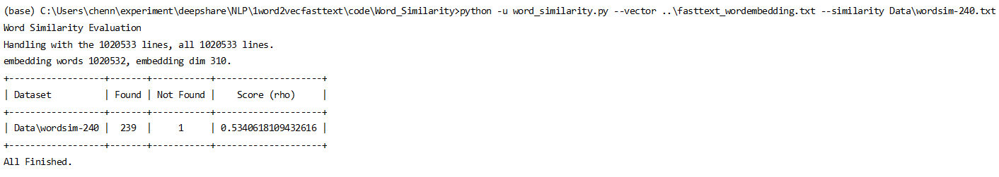 (base) C:\Users\chenn\experiment\deepshare\NLP\1word2vecfasttext\code\Word_Similarity>python -u word_similarity.py --vector ..\fasttext_wordembedding.txt --similarity Data\wordsim-240.txt
Word Similarity Evaluation
Handling with the 1020533 lines, all 1020533 lines.
embedding words 1020532, embedding dim 310.
+------------------+-------+-----------+--------------------+
| Dataset          | Found | Not Found |    Score (rho)     |
+------------------+-------+-----------+--------------------+
| Data\wordsim-240 |  239  |     1     | 0.5340618109432616 |
+------------------+-------+-----------+--------------------+
All Finished.